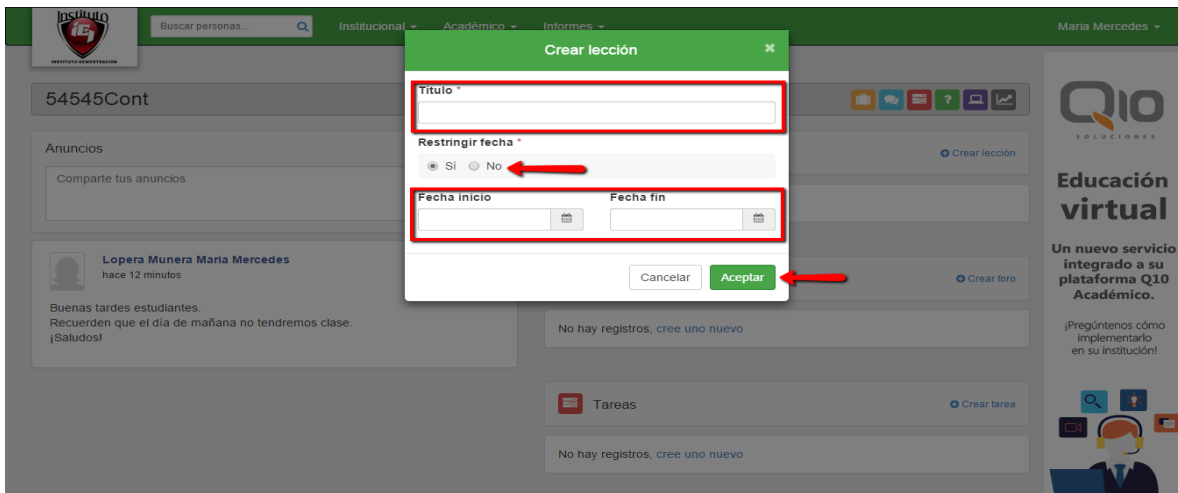 Instituto
INSTITUTO DEMOSTRACIÓN
Buscar personas...
Institucional
Académico
Informes
Maria Mercedes
Crear lección
Título *
Restringir fecha *
Sí
No
Fecha inicio
Fecha fin
Cancelar
Aceptar
54545Cont
Anuncios
Comparte tus anuncios
Lopera Munera Maria Mercedes
hace 12 minutos
Buenas tardes estudiantes.
Recuerden que el día de mañana no tendremos clase.
¡Saludos!
Crear lección
Crear foro
No hay registros, cree uno nuevo
Tareas
Crear tarea
No hay registros, cree uno nuevo
Q10
SOLUCIONES
Educación
virtual
Un nuevo servicio
integrado a su
plataforma Q10
Académico.
¡Pregúntenos cómo
implementarlo
en su institución!